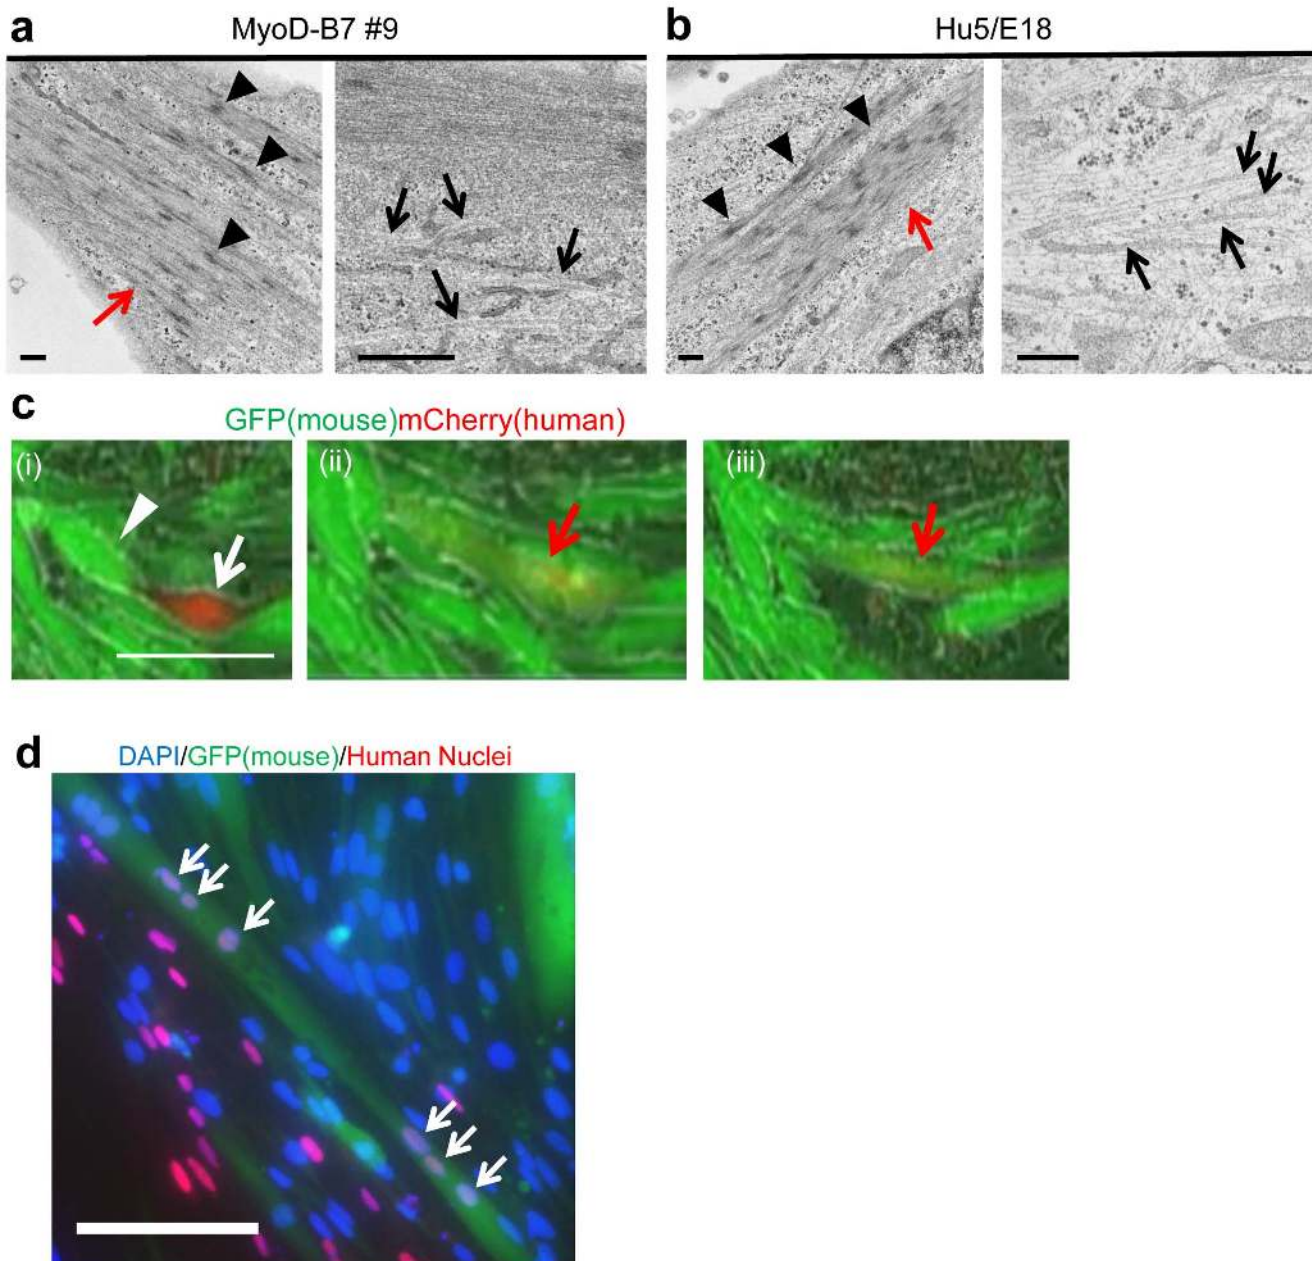 a
MyoD-B7 #9
b
Hu5/E18
c
GFP(mouse)mCherry(human)
(i)
(ii)
(iii)
d
DAPI/GFP(mouse)/Human Nuclei